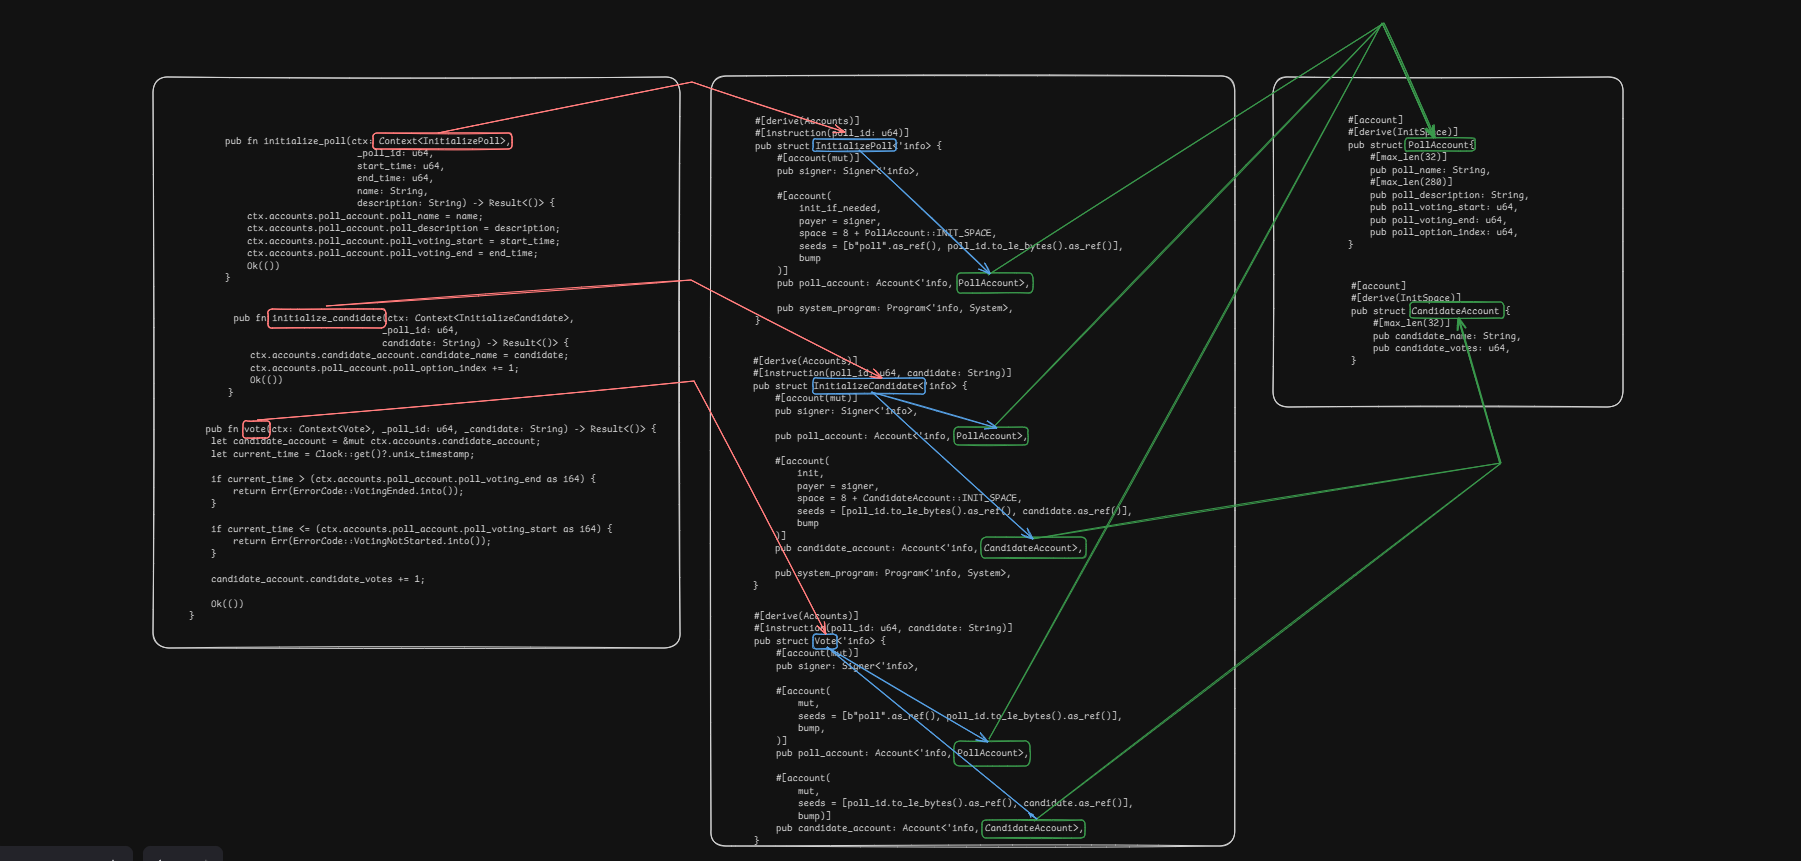 pub fn initialize_poll(ctx: Context<InitializePoll>,
_poll_id: u64,
start_time: u64,
end_time: u64,
name: String,
description: String) -> Result<()> {
ctx.accounts.poll_account.poll_name = name;
ctx.accounts.poll_account.poll_description = description;
ctx.accounts.poll_account.poll_voting_start = start_time;
ctx.accounts.poll_account.poll_voting_end = end_time;
Ok(())
}
pub fn initialize_candidate(ctx: Context<InitializeCandidate>,
_poll_id: u64,
candidate: String) -> Result<()> {
ctx.accounts.candidate_account.candidate_name = candidate;
ctx.accounts.poll_account.poll_option_index += 1;
Ok(())
}
pub fn vote(ctx: Context<Vote>, _poll_id: u64, _candidate: String) -> Result<()> {
let candidate_account = &mut ctx.accounts.candidate_account;
let current_time = Clock::get()?.unix_timestamp;
if current_time > (ctx.accounts.poll_account.poll_voting_end as i64) {
return Err(ErrorCode::VotingEnded.into());
}
if current_time <= (ctx.accounts.poll_account.poll_voting_start as i64) {
return Err(ErrorCode::VotingNotStarted.into());
}
candidate_account.candidate_votes += 1;
Ok(())
}
#[derive(Accounts)]
#[instruction(poll_id: u64)]
pub struct InitializePoll<'info> {
#[account(mut)]
pub signer: Signer<'info>,
#[account(
init_if_needed,
payer = signer,
space = 8 + PollAccount::INIT_SPACE,
seeds = [b"poll".as_ref(), poll_id.to_le_bytes().as_ref()],
bump
)]
pub poll_account: Account<'info, PollAccount>,
pub system_program: Program<'info, System>,
}
#[derive(Accounts)]
#[instruction(poll_id: u64, candidate: String)]
pub struct InitializeCandidate<'info> {
#[account(mut)]
pub signer: Signer<'info>,
pub poll_account: Account<'info, PollAccount>,
#[account(
init,
payer = signer,
space = 8 + CandidateAccount::INIT_SPACE,
seeds = [poll_id.to_le_bytes().as_ref(), candidate.as_ref()],
bump
)]
pub candidate_account: Account<'info, CandidateAccount>,
pub system_program: Program<'info, System>,
}
#[derive(Accounts)]
#[instruction(poll_id: u64, candidate: String)]
pub struct Vote<'info> {
#[account(mut)]
pub signer: Signer<'info>,
#[account(
mut,
seeds = [b"poll".as_ref(), poll_id.to_le_bytes().as_ref()],
bump,
)]
pub poll_account: Account<'info, PollAccount>,
#[account(
mut,
seeds = [poll_id.to_le_bytes().as_ref(), candidate.as_ref()],
bump)]
pub candidate_account: Account<'info, CandidateAccount>,
}
#[account]
#[derive(InitSpace)]
pub struct PollAccount{
#[max_len(32)]
pub poll_name: String,
#[max_len(280)]
pub poll_description: String,
pub poll_voting_start: u64,
pub poll_voting_end: u64,
pub poll_option_index: u64,
}
#[account]
#[derive(InitSpace)]
pub struct CandidateAccount {
#[max_len(32)]
pub candidate_name: String,
pub candidate_votes: u64,
}